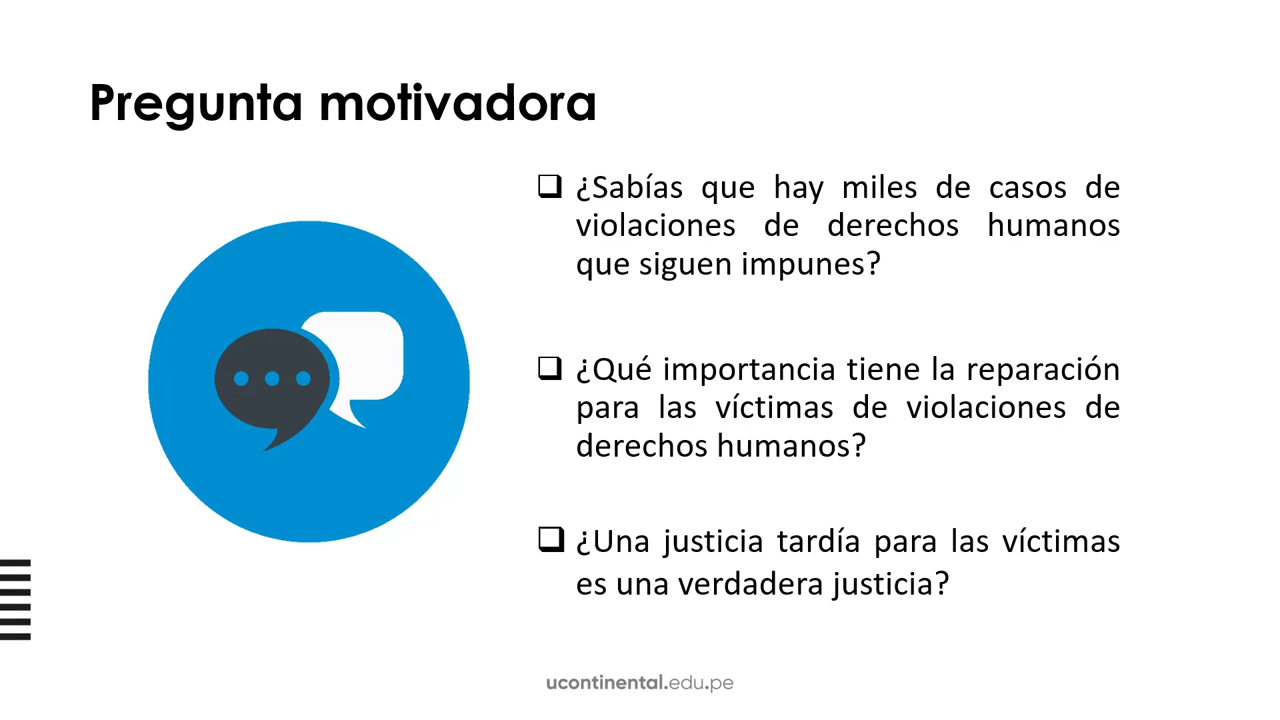 Pregunta motivadora
❑ ¿Sabías que hay miles de casos de
violaciones de derechos humanos
que siguen impunes?
❑ ¿Qué importancia tiene la reparación
para las víctimas de violaciones de
derechos humanos?
❑ ¿Una justicia tardía para las víctimas
es una verdadera justicia?
ucontinental.edu.pe